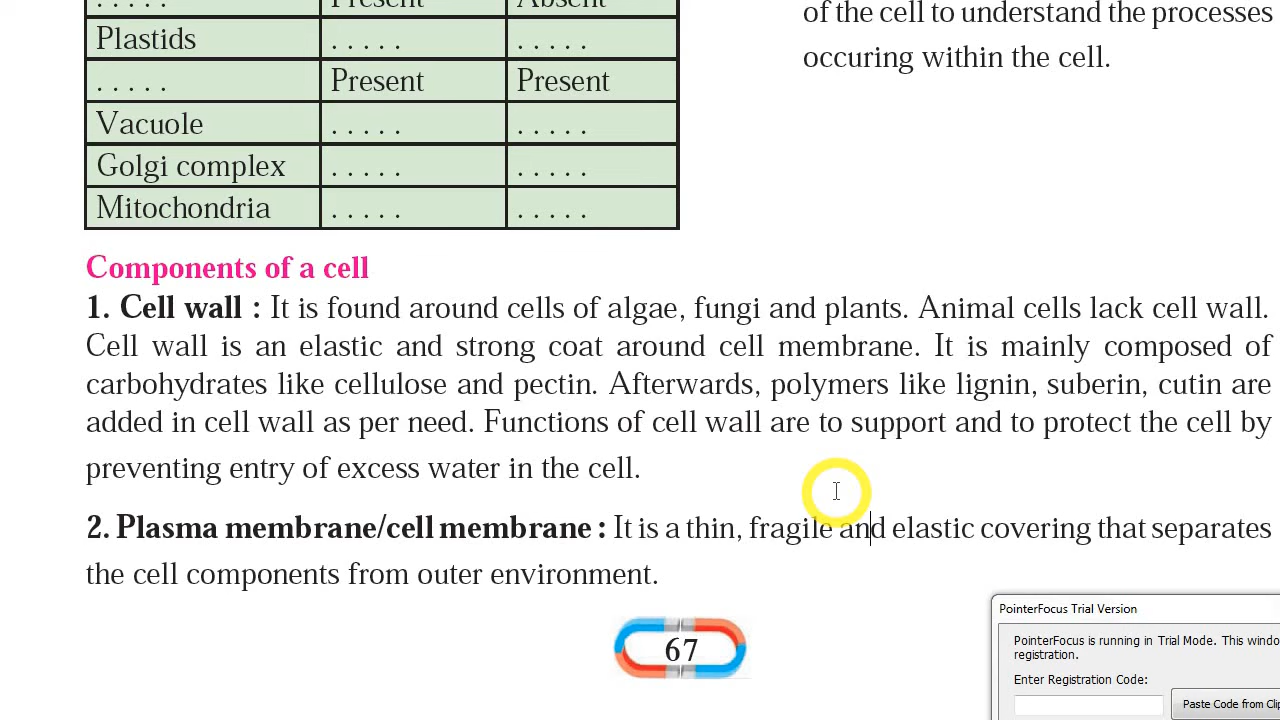 . . . . . Present Absent
Plastids . . . . . . . . . .
. . . . . Present Present
Vacuole . . . . . . . . . .
Golgi complex . . . . . . . . . .
Mitochondria . . . . . . . . . .
of the cell to understand the processes
occuring within the cell.
Components of a cell
1. Cell wall : It is found around cells of algae, fungi and plants. Animal cells lack cell wall.
Cell wall is an elastic and strong coat around cell membrane. It is mainly composed of
carbohydrates like cellulose and pectin. Afterwards, polymers like lignin, suberin, cutin are
added in cell wall as per need. Functions of cell wall are to support and to protect the cell by
preventing entry of excess water in the cell.
2. Plasma membrane/cell membrane : It is a thin, fragile and elastic covering that separates
the cell components from outer environment.
67
PointerFocus Trial Version
PointerFocus is running in Trial Mode. This windo
registration.
Enter Registration Code:
Paste Code from Clip